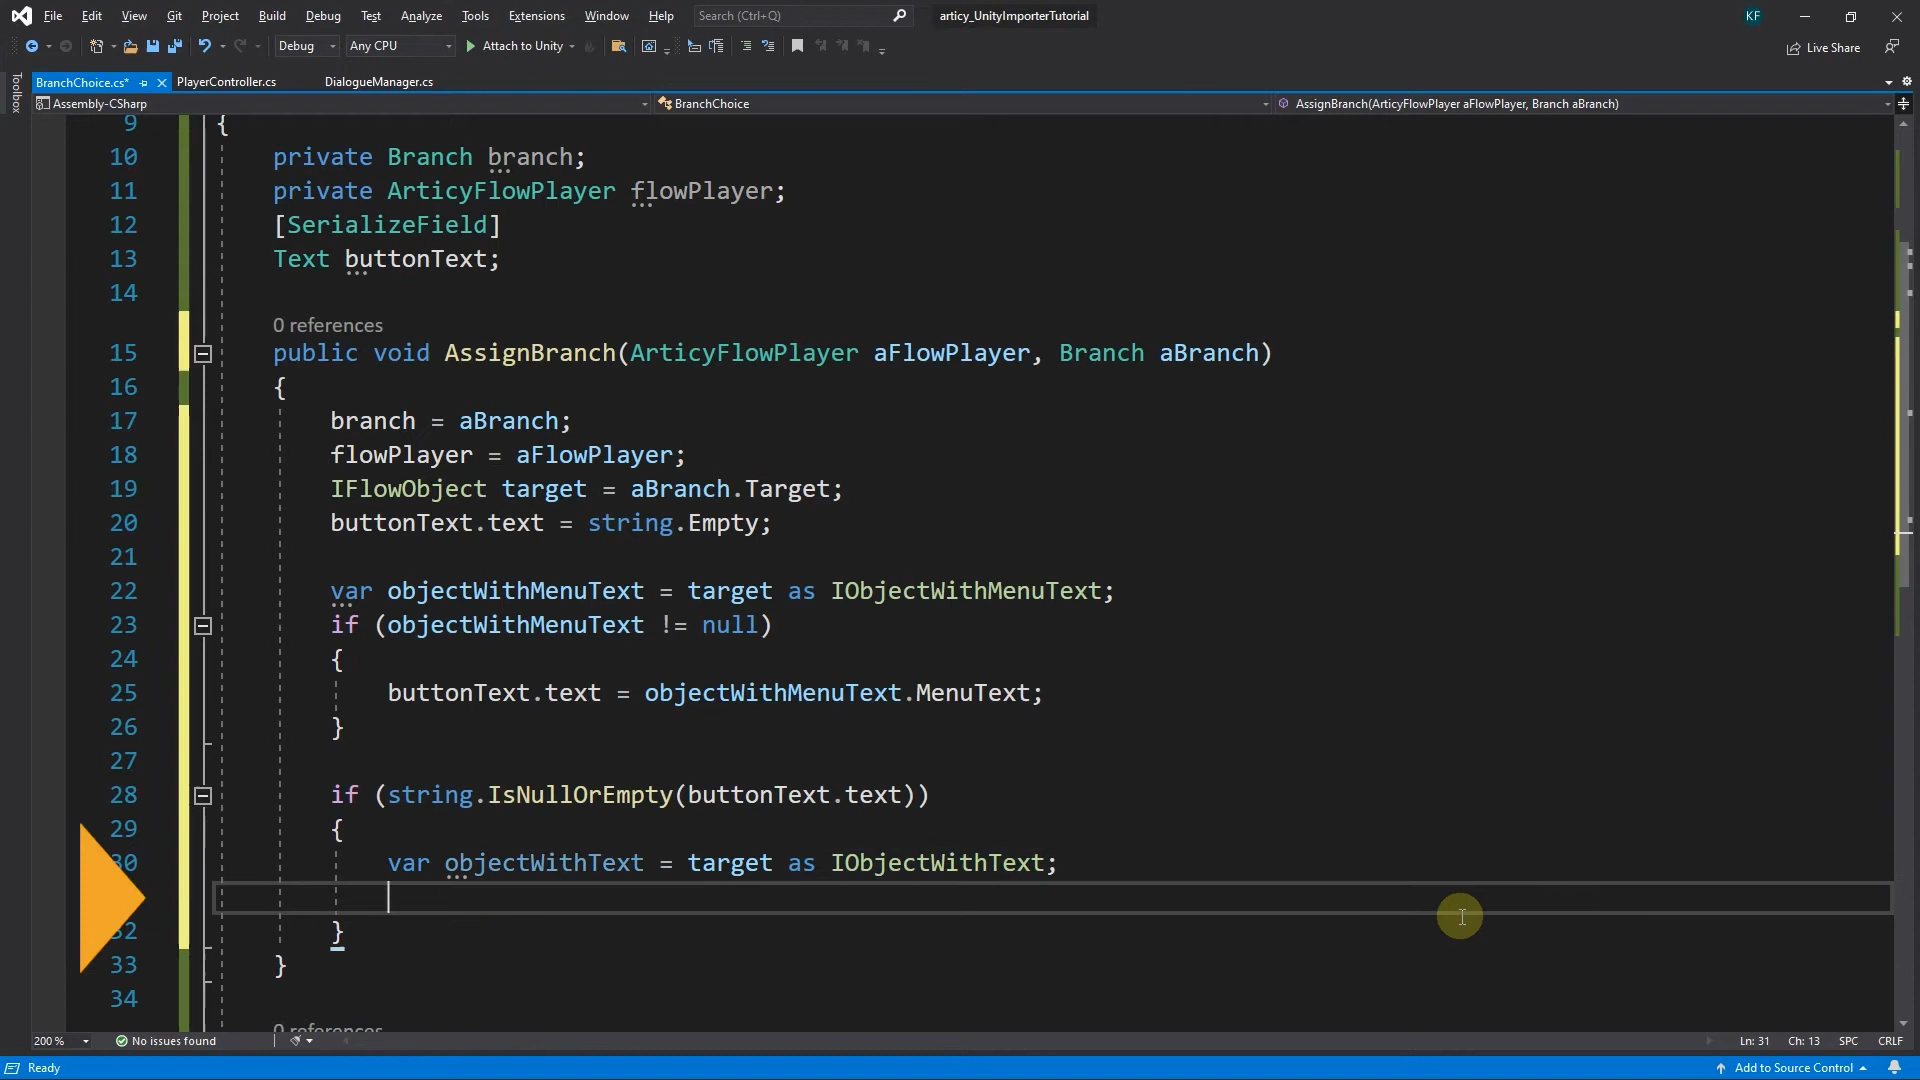 File Edit View Git Project Build Debug Test Analyze Tools Extensions Window Help Search (Ctrl+Q) articy_UnityImporterTutorial KF
Debug Any CPU Attach to Unity Live Share
Toolbox
BranchChoice.cs* PlayerController.cs DialogueManager.cs
Assembly-CSharp BranchChoice AssignBranch(ArticyFlowPlayer aFlowPlayer, Branch aBranch)
9 {
10 private Branch branch;
11 private ArticyFlowPlayer flowPlayer;
12 [SerializeField]
13 Text buttonText;
14
0 references
15 public void AssignBranch(ArticyFlowPlayer aFlowPlayer, Branch aBranch)
16 {
17 branch = aBranch;
18 flowPlayer = aFlowPlayer;
19 IFlowObject target = aBranch.Target;
20 buttonText.text = string.Empty;
21
22 var objectWithMenuText = target as IObjectWithMenuText;
23 if (objectWithMenuText != null)
24 {
25 buttonText.text = objectWithMenuText.MenuText;
26 }
27
28 if (string.IsNullOrEmpty(buttonText.text))
29 {
30 var objectWithText = target as IObjectWithText;
32 }
33 }
34
0 references
200 % No issues found Ln: 31 Ch: 13 SPC CRLF
Ready Add to Source Control